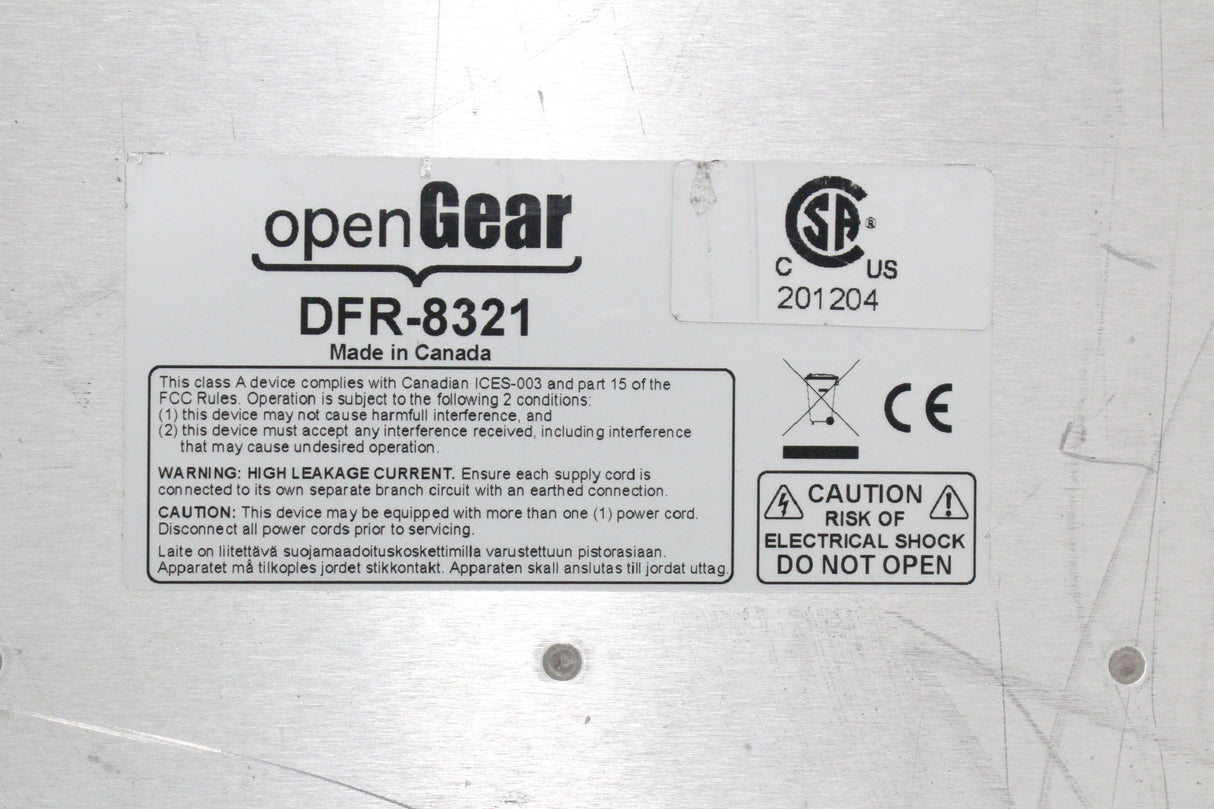 openGear
DFR-8321
Made in Canada
This class A device complies with Canadian ICES-003 and part 15 of the
FCC Rules. Operation is subject to the following 2 conditions:
(1) this device may not cause harmfull interference, and
(2) this device must accept any interference received, including interference
that may cause undesired operation.
WARNING: HIGH LEAKAGE CURRENT. Ensure each supply cord is
connected to its own separate branch circuit with an earthed connection.
CAUTION: This device may be equipped with more than one (1) power cord.
Disconnect all power cords prior to servicing.
Laite on liitettävä suojamaadoituskoskettimilla varustettuun pistorasiaan.
Apparatet må tilkoples jordet stikkontakt. Apparaten skall anslutas till jordat uttag.
CSA®
C US
201204
CE
CAUTION
RISK OF
ELECTRICAL SHOCK
DO NOT OPEN